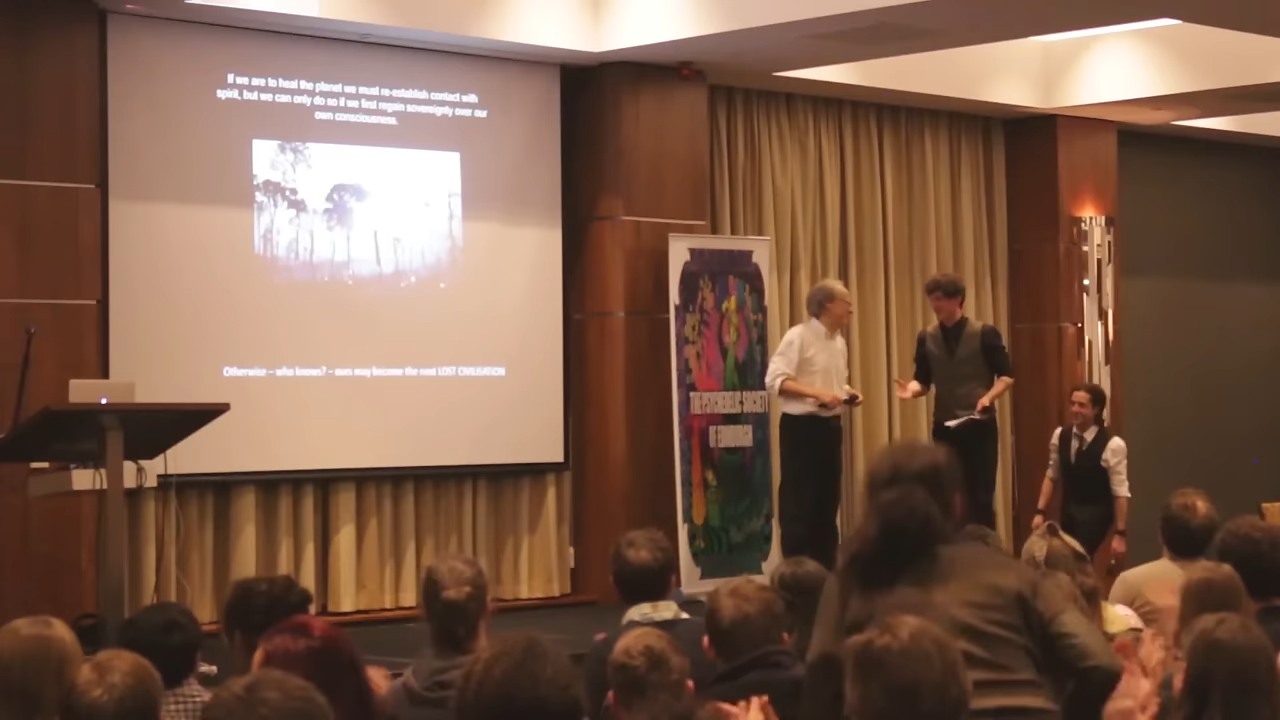 If we are to heal the planet we must re-establish contact with
spirit, but we can only do so if we first regain sovereignty over our
own consciousness.
Otherwise – who knows? – ours may become the next LOST CIVILISATION
THE PSYCHEDELIC SOCIETY
OF EDINBURGH